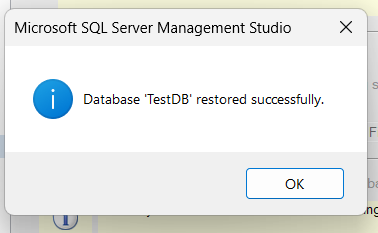 Microsoft SQL Server Management Studio
Database 'TestDB' restored successfully.
OK